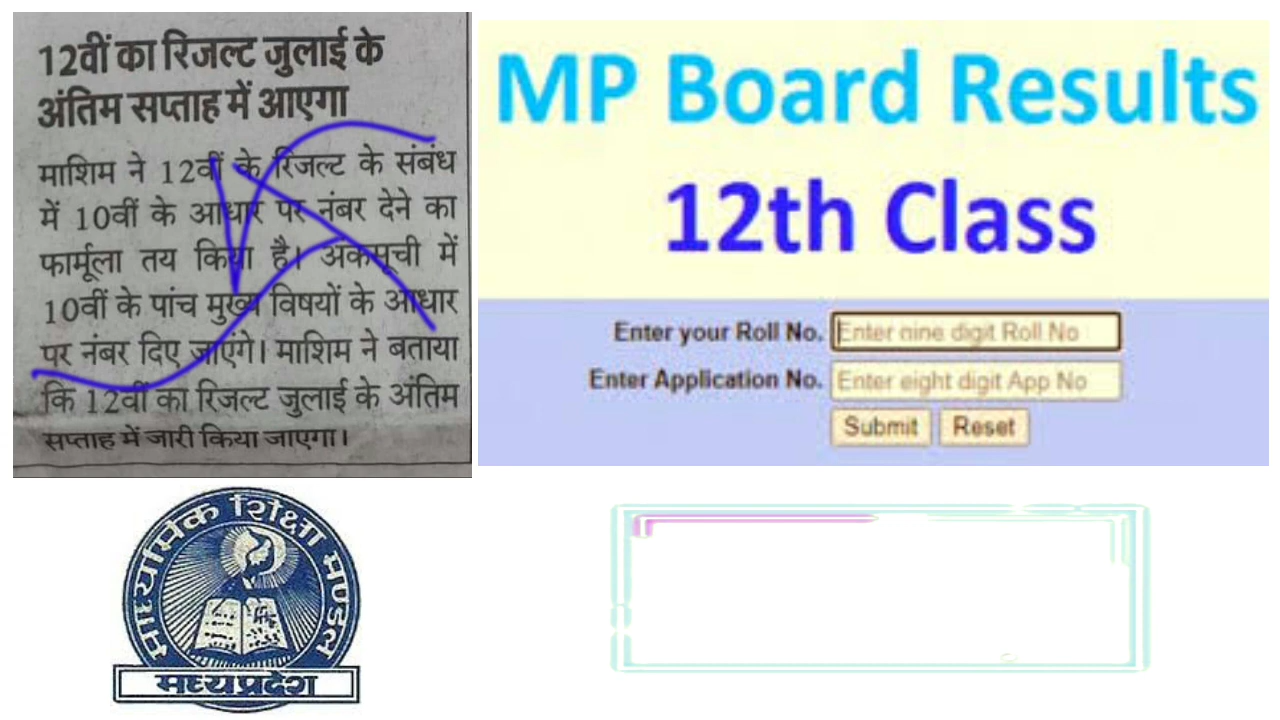 12वीं का रिजल्ट जुलाई के
अंतिम सप्ताह में आएगा
माशिम ने 12वीं के रिजल्ट के संबंध
में 10वीं के आधार पर नंबर देने का
फार्मूला तय किया है। अंकसूची में
10वीं के पांच मुख्य विषयों के आधार
पर नंबर दिए जाएंगे। माशिम ने बताया
कि 12वीं का रिजल्ट जुलाई के अंतिम
सप्ताह में जारी किया जाएगा।
MP Board Results
12th Class
Enter your Roll No. Enter nine digit Roll No
Enter Application No. Enter eight digit App No
Submit Reset
माध्यमिक शिक्षा मण्डल
मध्यप्रदेश